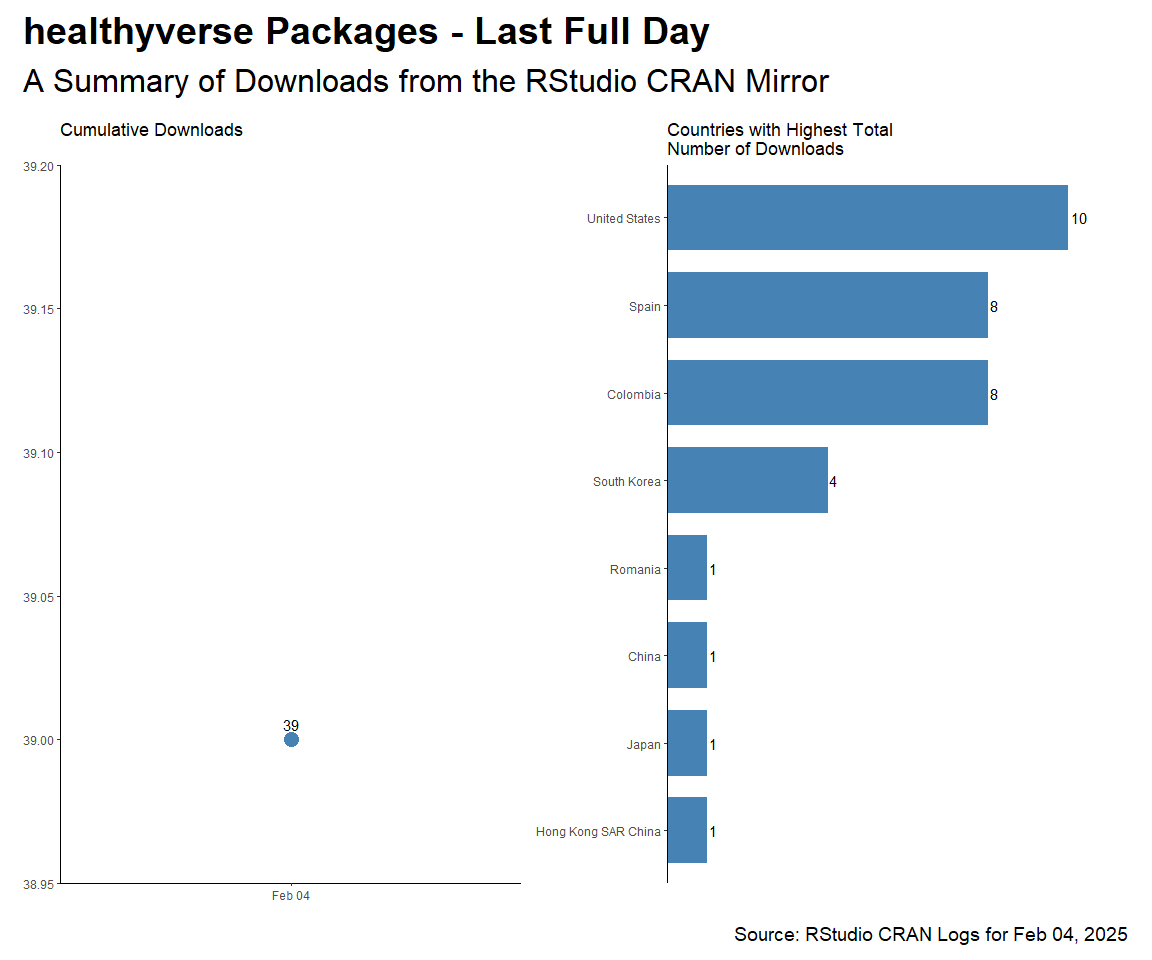 healthyverse Packages - Last Full Day
A Summary of Downloads from the RStudio CRAN Mirror
Cumulative Downloads
39.20
39.15
39.10
39.05
39.00
38.95
39
Feb 04
Countries with Highest Total
Number of Downloads
United States 10
Spain 8
Colombia 8
South Korea 4
Romania 1
China 1
Japan 1
Hong Kong SAR China 1
Source: RStudio CRAN Logs for Feb 04, 2025